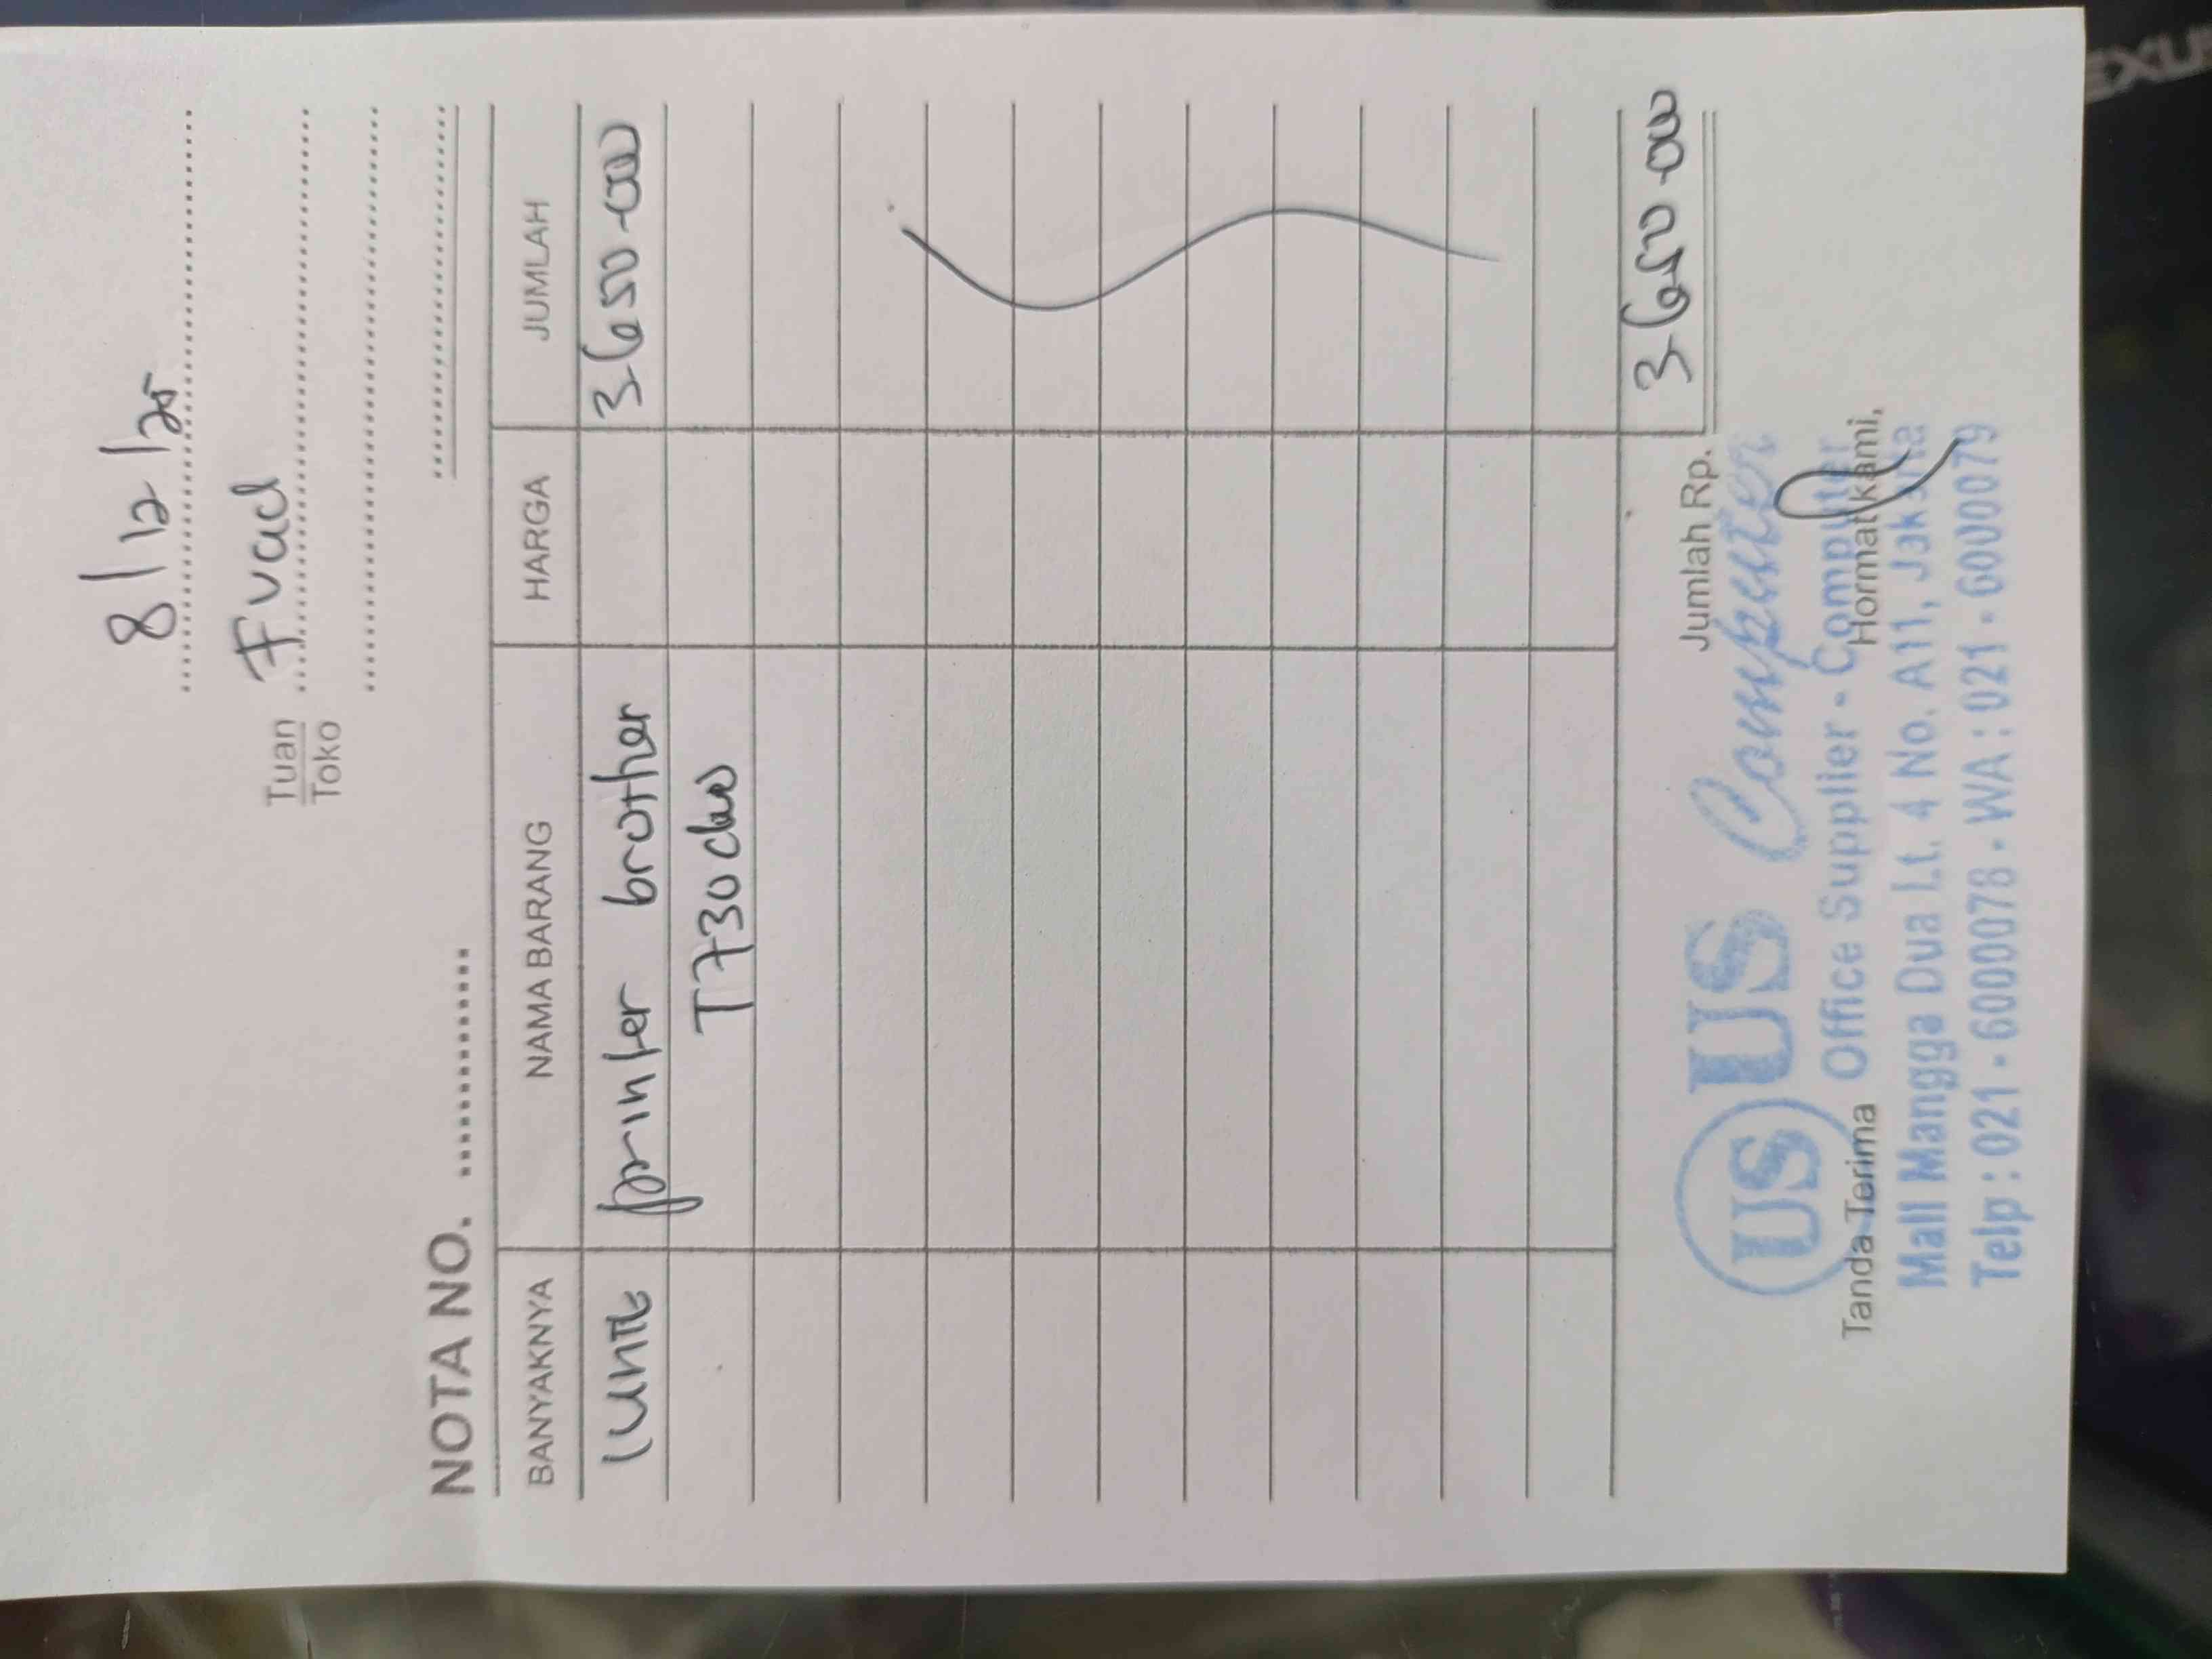 8/12/25
Tuan Fuad
Toko
NOTA NO.
BANYAKNYA NAMA BARANG HARGA JUMLAH
1 Unit printer brother 3.650.000
T730dw
Jumlah Rp. 3.650.000
US US Computer
Tanda Terima Hormat kami,
Office Supplier - Computer
Mall Mangga Dua Lt. 4 No. A11, Jakarta
Telp : 021 - 6000078 - WA : 021 - 6000079
EXUS